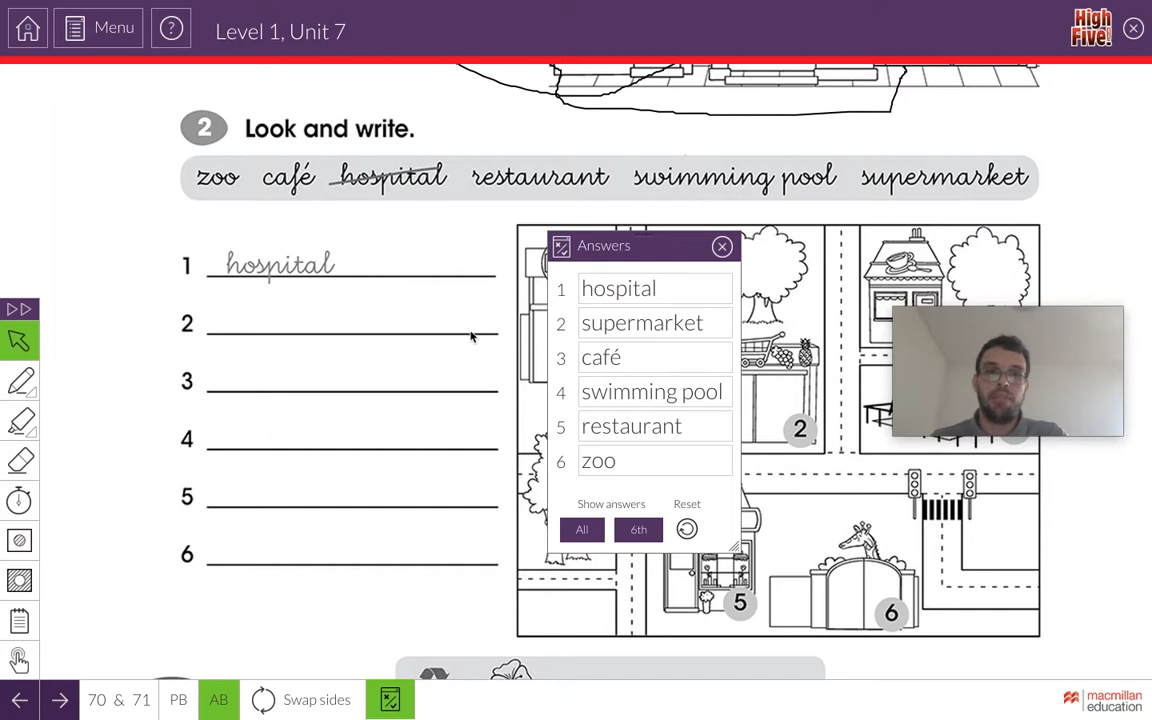 Menu
?
Level 1, Unit 7
High Five!
2 Look and write.
zoo café hospital restaurant swimming pool supermarket
1 hospital
2
3
4
5
6
Answers
1 hospital
2 supermarket
3 café
4 swimming pool
5 restaurant
6 zoo
Show answers Reset
All 6th
2
5
6
70 & 71 PB AB Swap sides
macmillan
education